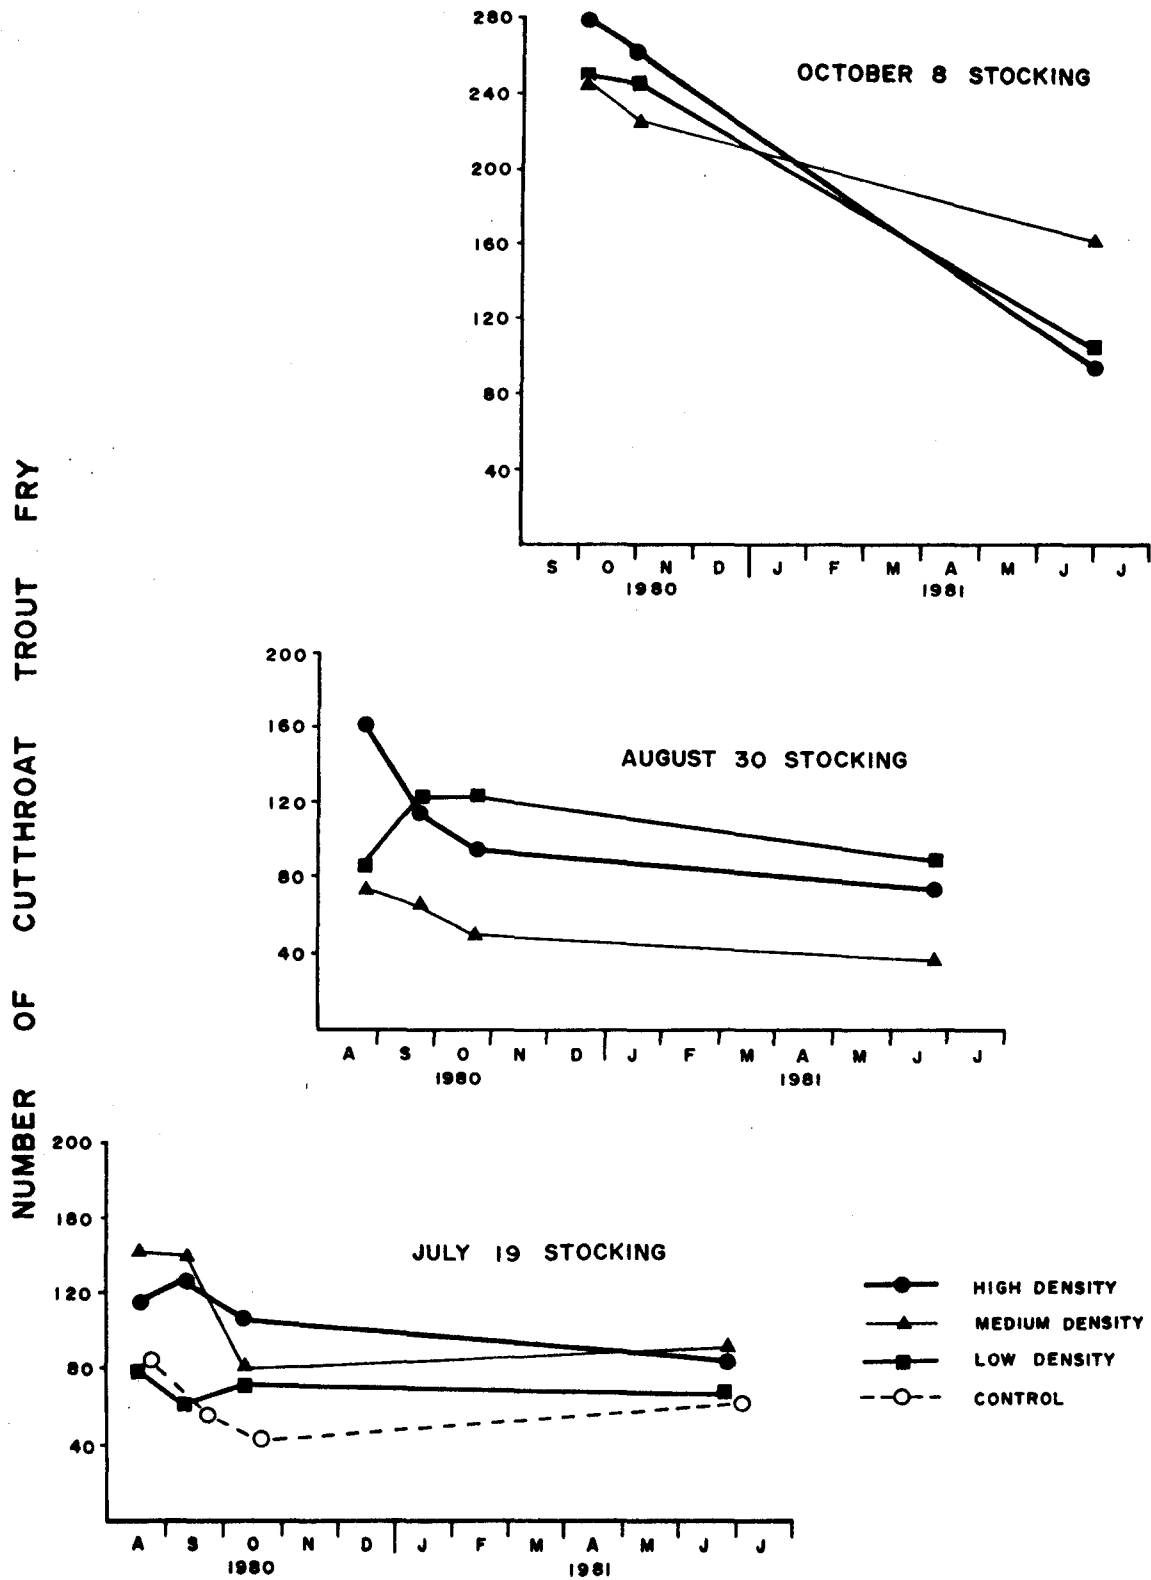 NUMBER OF CUTTHROAT TROUT FRY
OCTOBER 8 STOCKING
280
240
200
160
120
80
40
S O N D J F M A M J J
1980 1981
AUGUST 30 STOCKING
200
160
120
80
40
A S O N D J F M A M J J
1980 1981
JULY 19 STOCKING
200
160
120
80
40
A S O N D J F M A M J J
1980 1981
HIGH DENSITY
MEDIUM DENSITY
LOW DENSITY
CONTROL